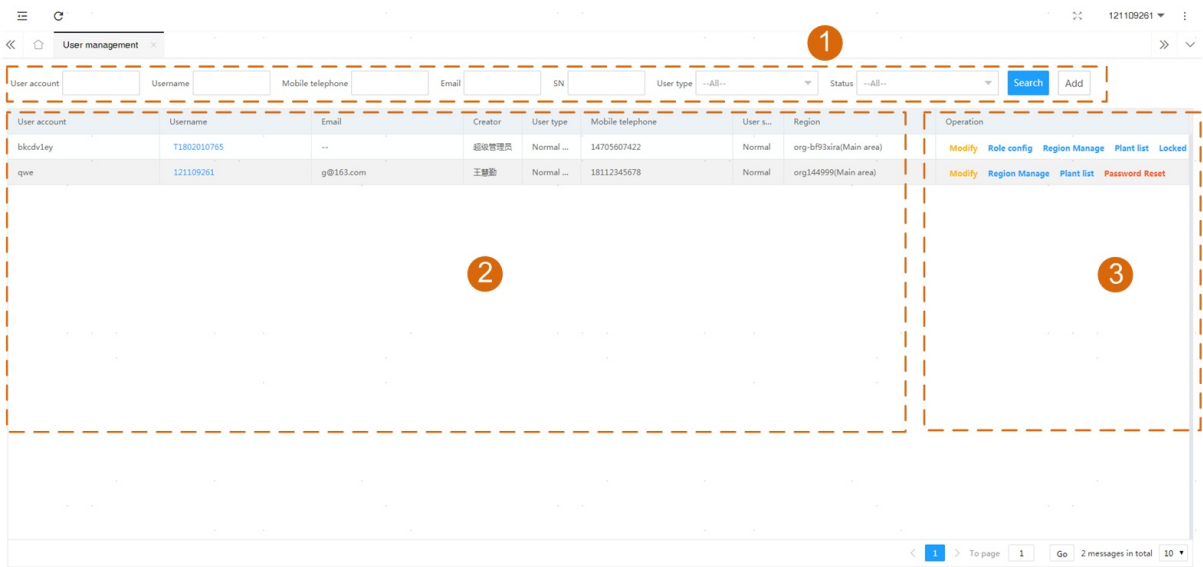 121109261
User management
1
User account Username Mobile telephone Email SN User type --All-- Status --All-- Search Add
User account Username Email Creator User type Mobile telephone User s... Region Operation
bkcdv1ey T1802010765 -- 超级管理员 Normal ... 14705607422 Normal org-bf93xira(Main area) Modify Role config Region Manage Plant list Locked
qwe 121109261 g@163.com 王慧勤 Normal ... 18112345678 Normal org144999(Main area) Modify Region Manage Plant list Password Reset
2
3
1 To page 1 Go 2 messages in total 10